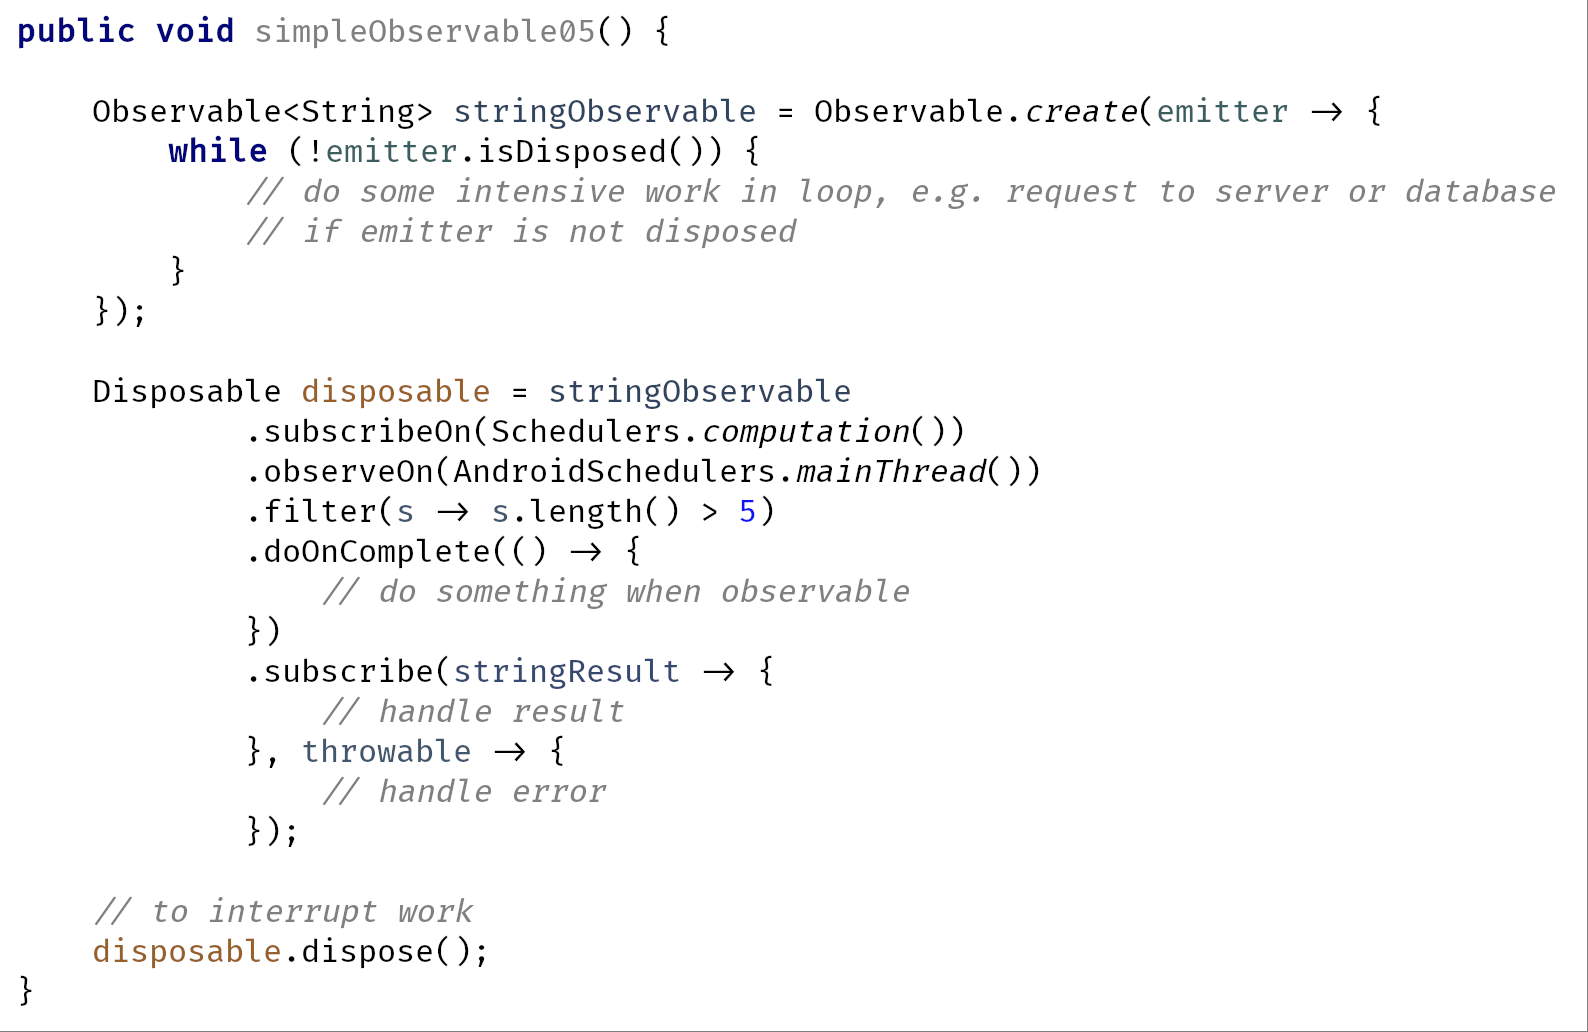 public void simpleObservable05() {
    Observable<String> stringObservable = Observable.create(emitter → {
        while (!emitter.isDisposed()) {
            // do some intensive work in loop, e.g. request to server or database
            // if emitter is not disposed
        }
    });
    Disposable disposable = stringObservable
            .subscribeOn(Schedulers.computation())
            .observeOn(AndroidSchedulers.mainThread())
            .filter(s → s.length() > 5)
            .doOnComplete(() → {
                // do something when observable
            })
            .subscribe(stringResult → {
                // handle result
            }, throwable → {
                // handle error
            });
    // to interrupt work
    disposable.dispose();
}